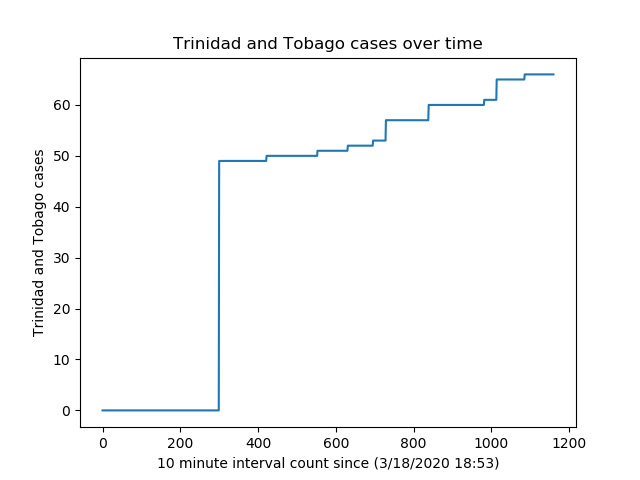 Trinidad and Tobago cases over time
Trinidad and Tobago cases
60
50
40
30
20
10
0
0 200 400 600 800 1000 1200
10 minute interval count since (3/18/2020 18:53)